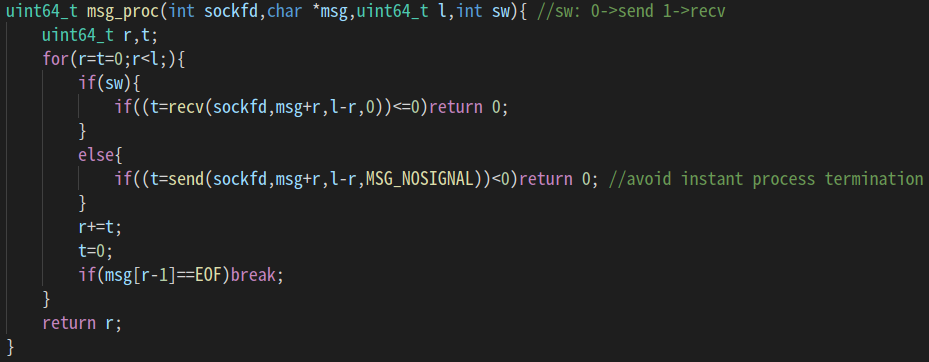 uint64_t msg_proc(int sockfd,char *msg,uint64_t l,int sw){ //sw: 0->send 1->recv
    uint64_t r,t;
    for(r=t=0;r<l;){
        if(sw){
            if((t=recv(sockfd,msg+r,l-r,0))<=0)return 0;
        }
        else{
            if((t=send(sockfd,msg+r,l-r,MSG_NOSIGNAL))<0)return 0; //avoid instant process termination
        }
        r+=t;
        t=0;
        if(msg[r-1]==EOF)break;
    }
    return r;
}